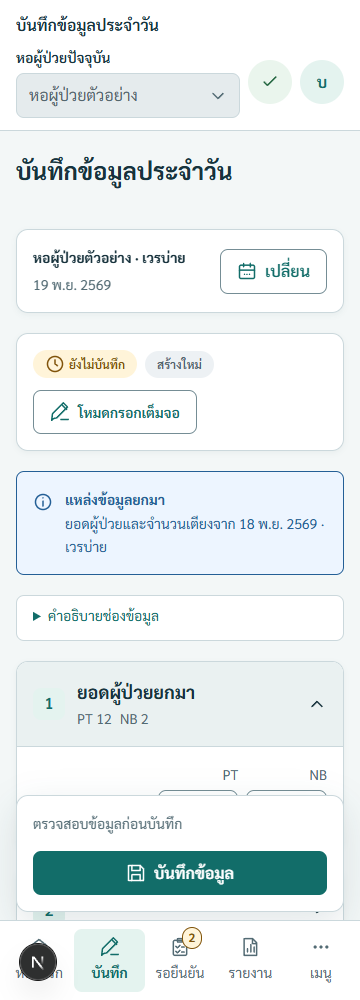 บันทึกข้อมูลประจำวัน
หอผู้ป่วยปัจจุบัน
หอผู้ป่วยตัวอย่าง
บ
บันทึกข้อมูลประจำวัน
หอผู้ป่วยตัวอย่าง · เวรบ่าย
19 พ.ย. 2569
เปลี่ยน
ยังไม่บันทึก
สร้างใหม่
โหมดกรอกเต็มจอ
แหล่งข้อมูลยกมา
ยอดผู้ป่วยและจำนวนเตียงจาก 18 พ.ย. 2569 ·
เวรบ่าย
คำอธิบายช่องข้อมูล
1
ยอดผู้ป่วยยกมา
PT 12 NB 2
PT NB
ตรวจสอบข้อมูลก่อนบันทึก
บันทึกข้อมูล
2
N
บันทึก
2
รอยืนยัน
รายงาน
เมนู